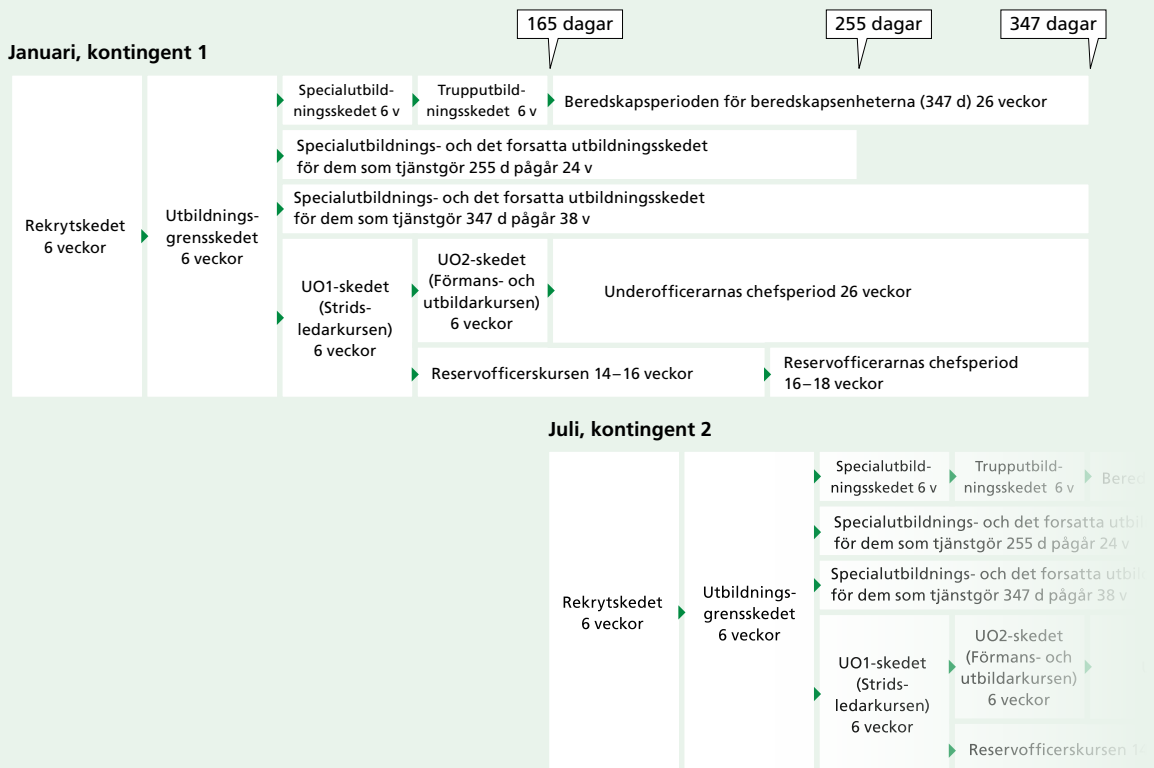 165 dagar
255 dagar
347 dagar
Januari, kontingent 1
Rekrytskedet
6 veckor
Utbildnings-
grensskedet
6 veckor
Specialutbild-
ningsskedet 6 v
Trupputbild-
ningsskedet 6 v
Beredskapsperioden för beredskapsenheterna (347 d) 26 veckor
Specialutbildnings- och det forsatta utbildningsskedet
för dem som tjänstgör 255 d pågår 24 v
Specialutbildnings- och det forsatta utbildningsskedet
för dem som tjänstgör 347 d pågår 38 v
UO1-skedet
(Strids-
ledarkursen)
6 veckor
UO2-skedet
(Förmans- och
utbildarkursen)
6 veckor
Underofficerarnas chefsperiod 26 veckor
Reservofficerskursen 14–16 veckor
Reservofficerarnas chefsperiod
16–18 veckor
Juli, kontingent 2
Rekrytskedet
6 veckor
Utbildnings-
grensskedet
6 veckor
Specialutbild-
ningsskedet 6 v
Trupputbild-
ningsskedet 6 v
Bered
Specialutbildnings- och det forsatta utbi
för dem som tjänstgör 255 d pågår 24 v
Specialutbildnings- och det forsatta utbi
för dem som tjänstgör 347 d pågår 38 v
UO1-skedet
(Strids-
ledarkursen)
6 veckor
UO2-skedet
(Förmans- och
utbildarkursen)
6 veckor
Reservofficerskursen